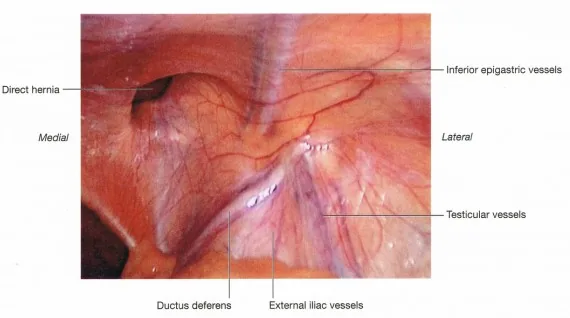 Inferior epigastric vessels
Direct hernia
Medial
Lateral
Testicular vessels
Ductus deferens
External iliac vessels